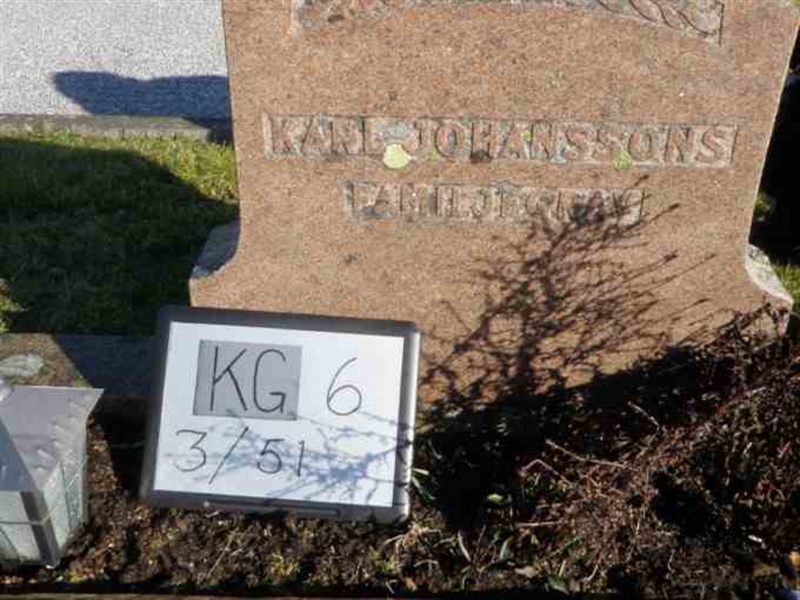 KARL JOHANSSONS
FAMILJEGRAV
KG 6
3/51